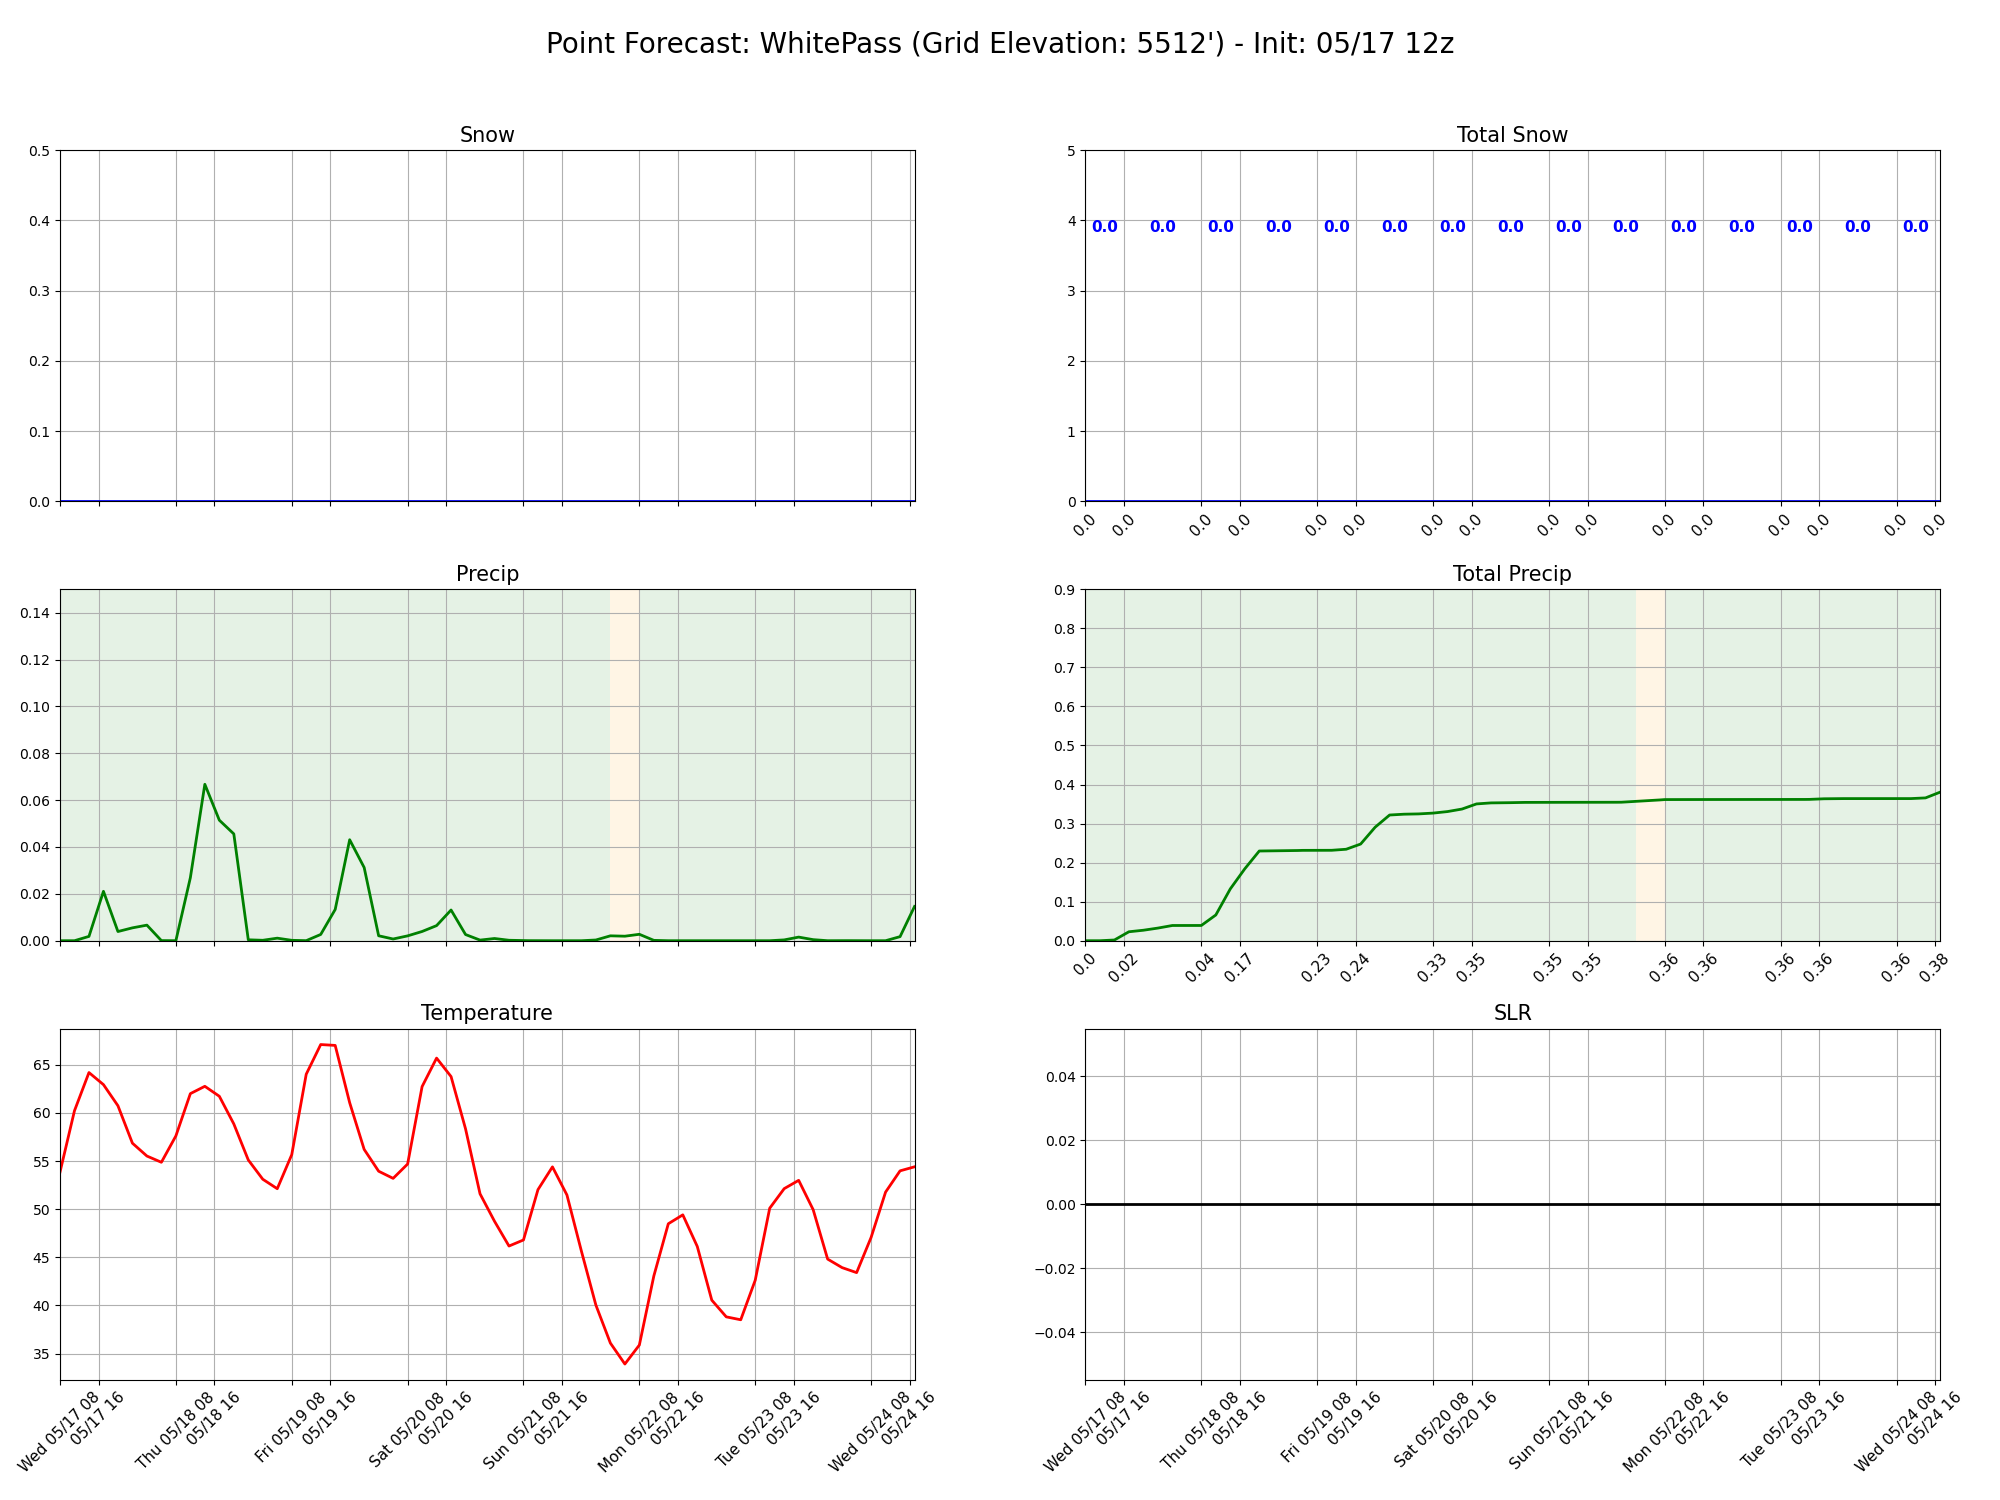 Point Forecast: WhitePass (Grid Elevation: 5512') - Init: 05/17 12z
Snow
0.5
0.4
0.3
0.2
0.1
0.0
Total Snow
5
4
3
2
1
0
0.0 0.0 0.0 0.0 0.0 0.0 0.0 0.0 0.0 0.0 0.0 0.0 0.0 0.0 0.0
0.0 0.0 0.0 0.0 0.0 0.0 0.0 0.0 0.0 0.0 0.0 0.0 0.0 0.0 0.0 0.0
Precip
0.14
0.12
0.10
0.08
0.06
0.04
0.02
0.00
Total Precip
0.9
0.8
0.7
0.6
0.5
0.4
0.3
0.2
0.1
0.0
0.0 0.02 0.04 0.17 0.23 0.24 0.33 0.35 0.35 0.35 0.36 0.36 0.36 0.36 0.36 0.38
Temperature
65
60
55
50
45
40
35
Wed 05/17 08
05/17 16
Thu 05/18 08
05/18 16
Fri 05/19 08
05/19 16
Sat 05/20 08
05/20 16
Sun 05/21 08
05/21 16
Mon 05/22 08
05/22 16
Tue 05/23 08
05/23 16
Wed 05/24 08
05/24 16
SLR
0.04
0.02
0.00
−0.02
−0.04
Wed 05/17 08
05/17 16
Thu 05/18 08
05/18 16
Fri 05/19 08
05/19 16
Sat 05/20 08
05/20 16
Sun 05/21 08
05/21 16
Mon 05/22 08
05/22 16
Tue 05/23 08
05/23 16
Wed 05/24 08
05/24 16